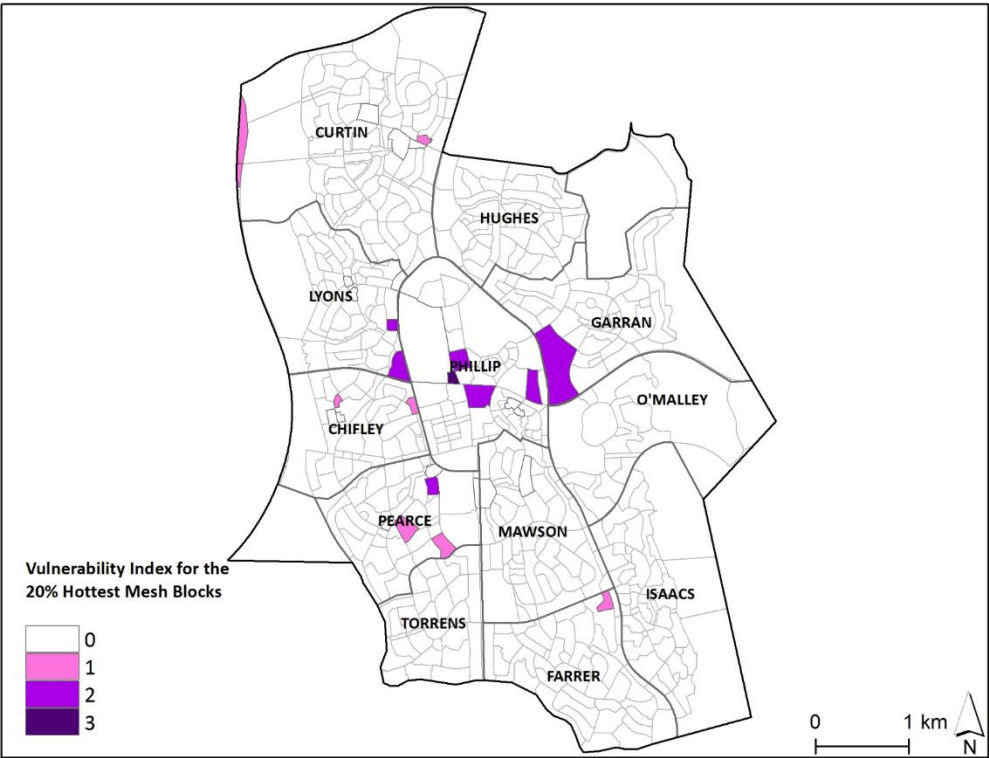 CURTIN
HUGHES
LYONS
GARRAN
PHILLIP
O'MALLEY
CHIFLEY
PEARCE
MAWSON
ISAACS
TORRENS
FARRER
Vulnerability Index for the
20% Hottest Mesh Blocks
0
1
2
3
0 1 km
N